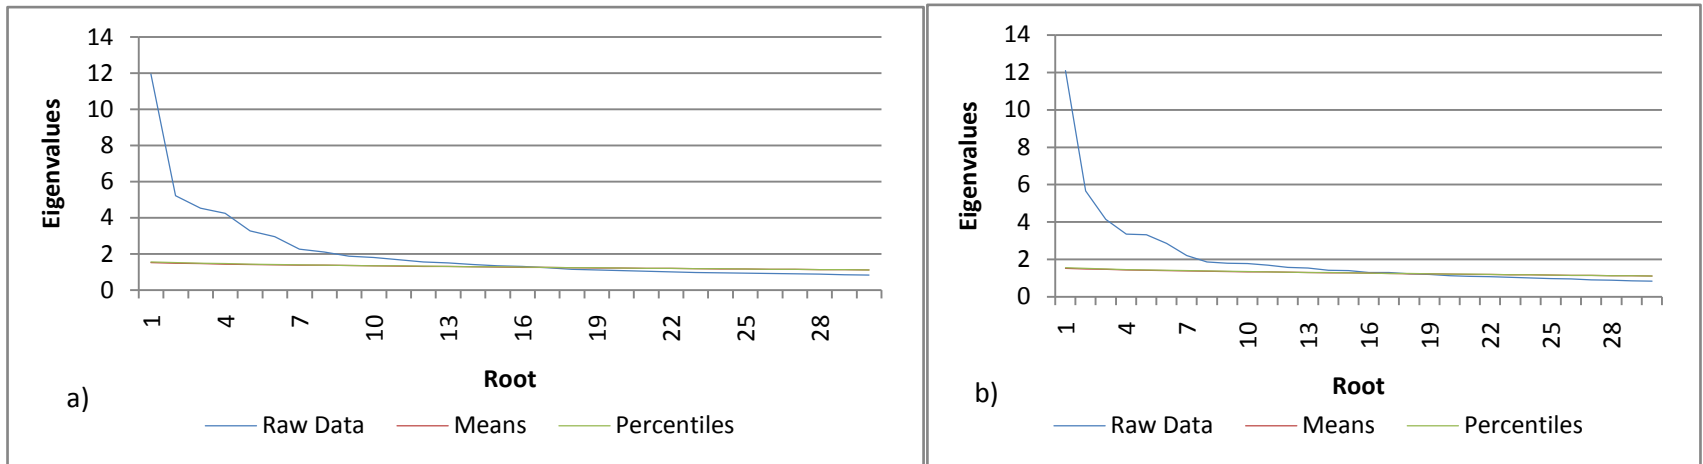 14
12
10
8
6
4
2
0
Eigenvalues
1 4 7 10 13 16 19 22 25 28
Root
a)
Raw Data Means Percentiles
14
12
10
8
6
4
2
0
Eigenvalues
1 4 7 10 13 16 19 22 25 28
Root
b)
Raw Data Means Percentiles